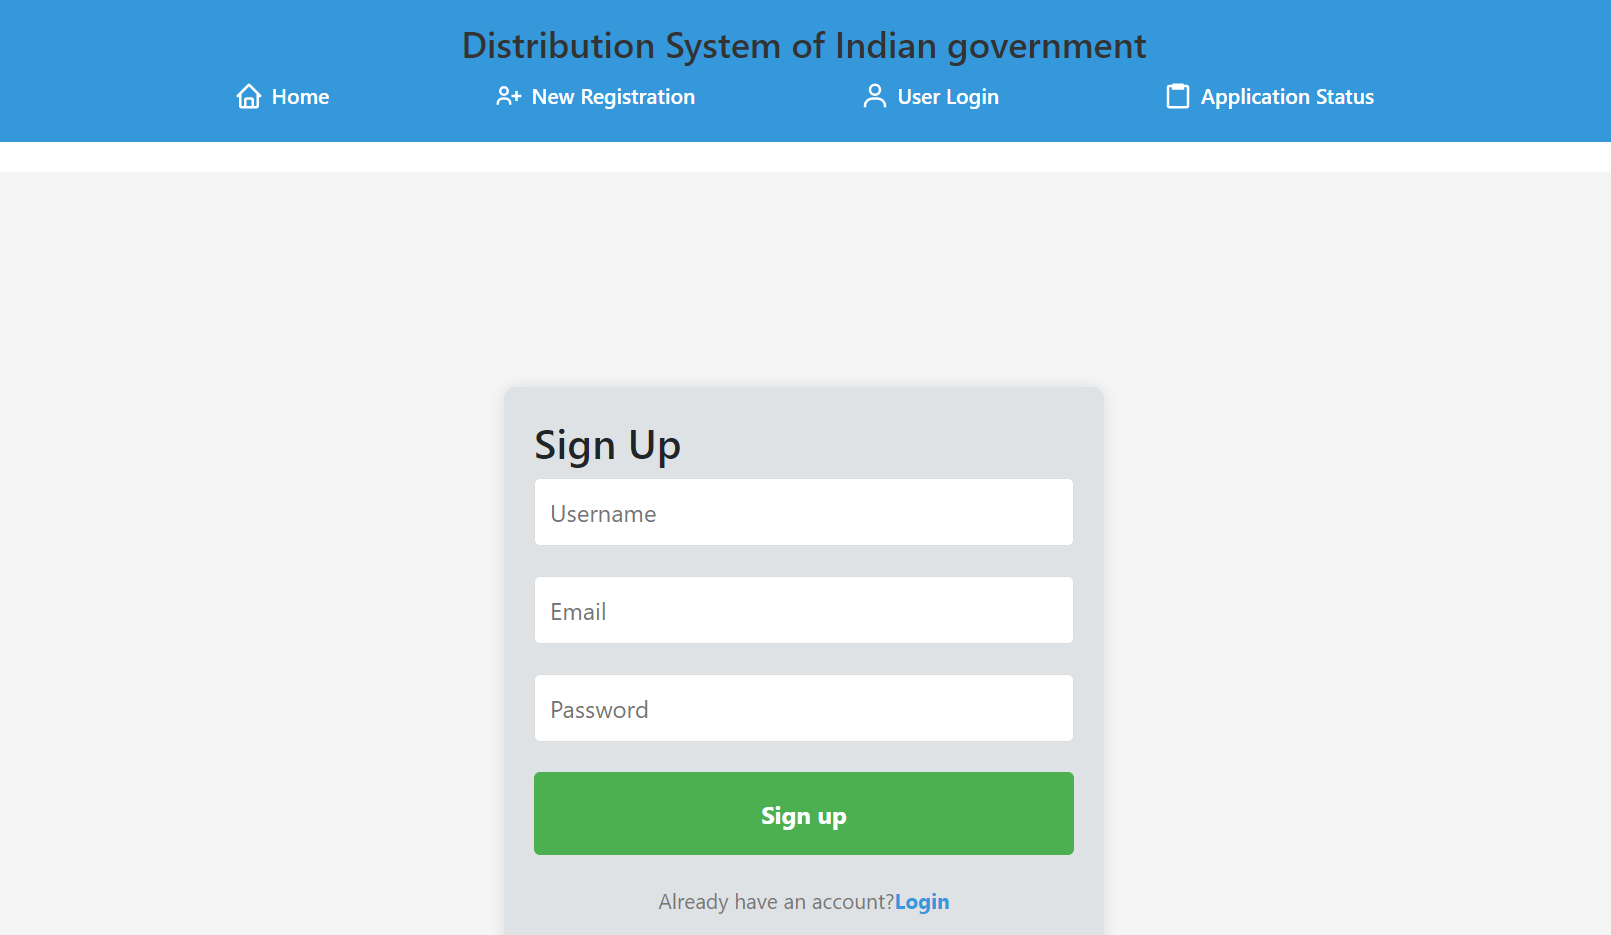 Distribution System of Indian government
Home New Registration User Login Application Status
Sign Up
Username
Email
Password
Sign up
Already have an account?Login